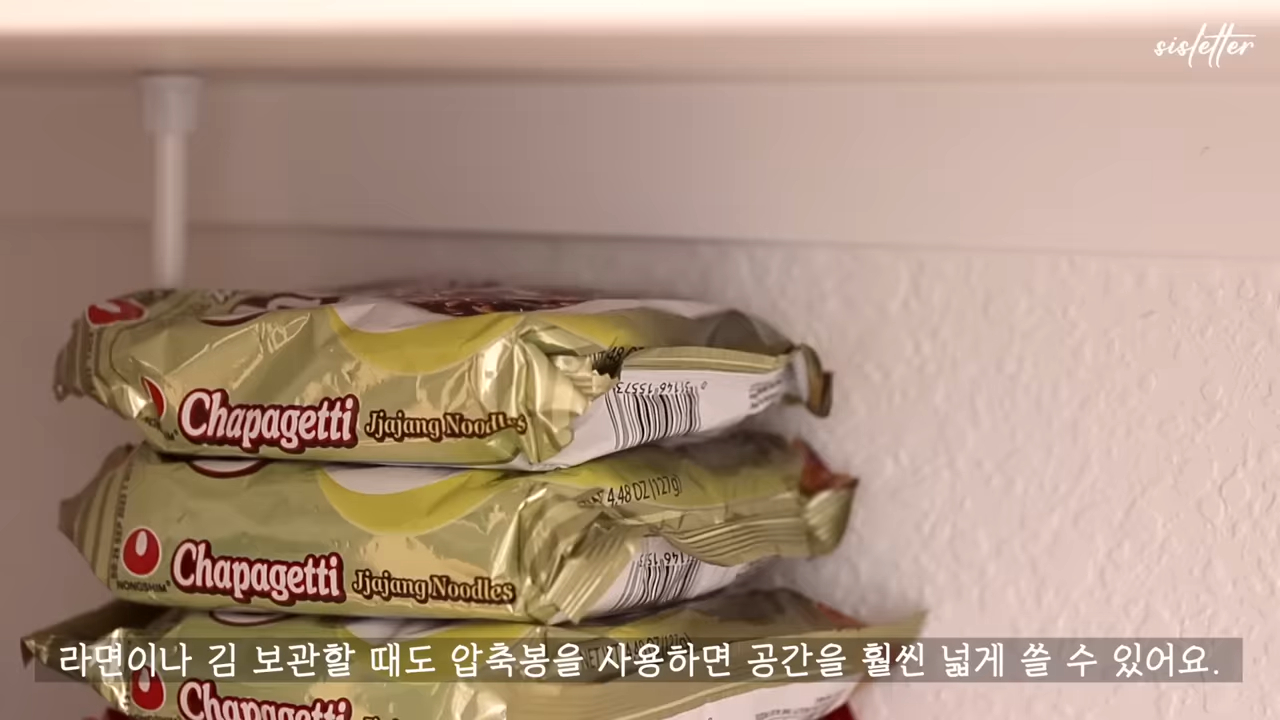 sisletter
Chapagetti Jjajang Noodles
4.48 OZ (127g)
NONGSHIM
Chapagetti Jjajang Noodles
라면이나 김 보관할 때도 압축봉을 사용하면 공간을 훨씬 넓게 쓸 수 있어요.
Chapagetti